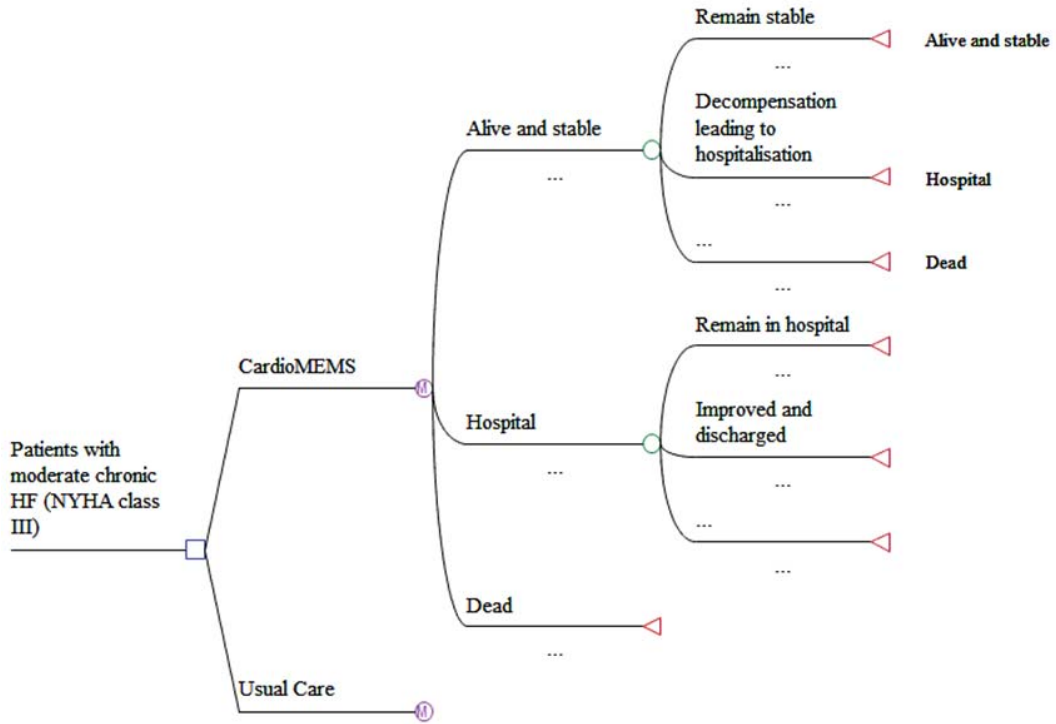 Remain stable
Alive and stable
...
Decompensation
leading to
hospitalisation
Hospital
...
Alive and stable
...
...
Dead
...
Remain in hospital
...
CardioMEMS
M
Improved and
discharged
Hospital
...
...
Patients with
moderate chronic
HF (NYHA class
III)
...
...
Dead
...
Usual Care
M